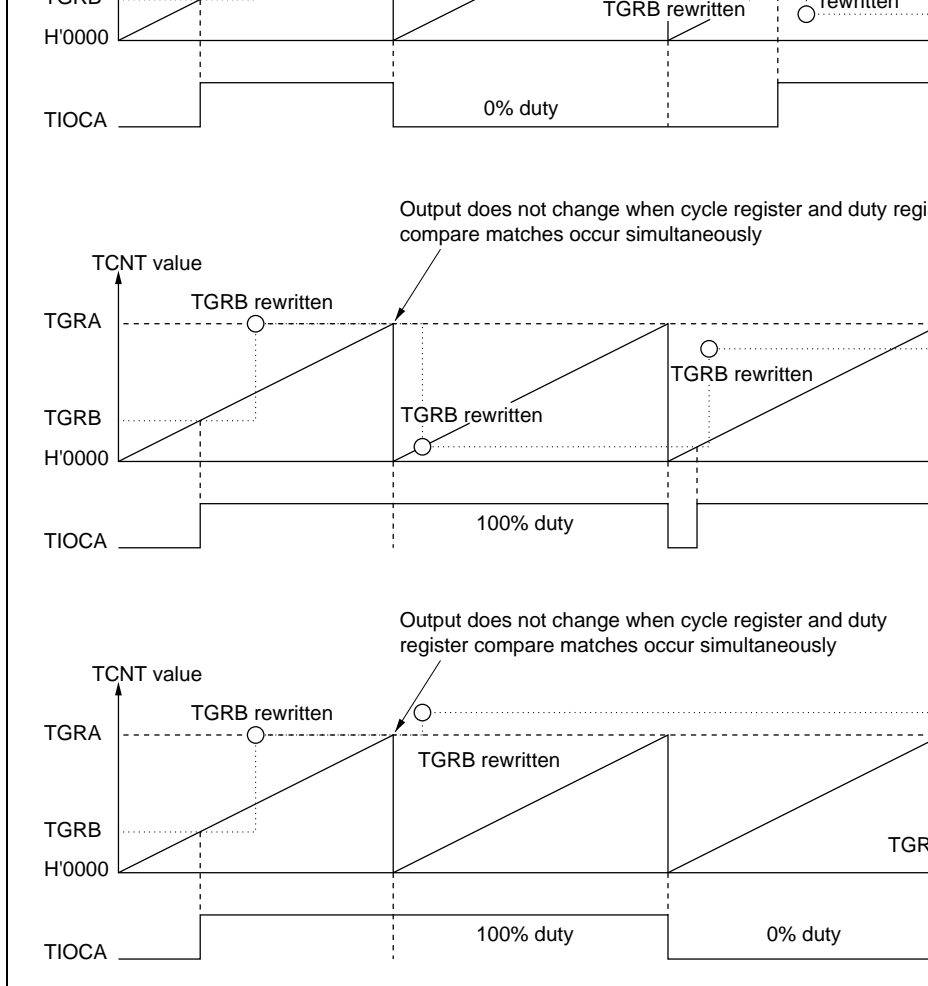 TGRB
TGRB rewritten
rewritten
H'0000
TIOCA
0% duty
Output does not change when cycle register and duty
compare matches occur simultaneously
TCNT value
TGRB rewritten
TGRA
TGRB rewritten
TGRB
TGRB rewritten
H'0000
TIOCA
100% duty
Output does not change when cycle register and duty
register compare matches occur simultaneously
TCNT value
TGRB rewritten
TGRA
TGRB rewritten
TGRB
H'0000
TIOCA
100% duty
0% duty